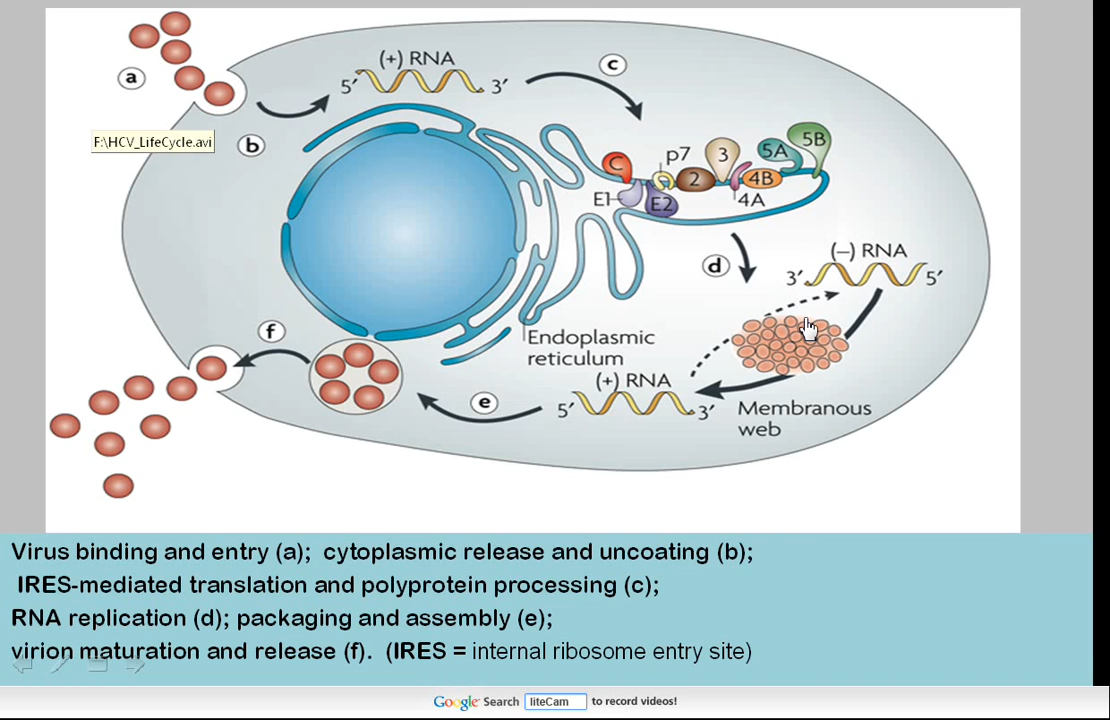 a
(+) RNA
5′
3′
c
F:\HCV_LifeCycle.avi
b
C
p7
2
3
5A
5B
4B
4A
E1
E2
d
(–) RNA
3′
5′
f
Endoplasmic
reticulum
(+) RNA
5′
3′
e
Membranous
web
Virus binding and entry (a); cytoplasmic release and uncoating (b);
IRES-mediated translation and polyprotein processing (c);
RNA replication (d); packaging and assembly (e);
virion maturation and release (f). (IRES = internal ribosome entry site)
Google Search liteCam to record videos!